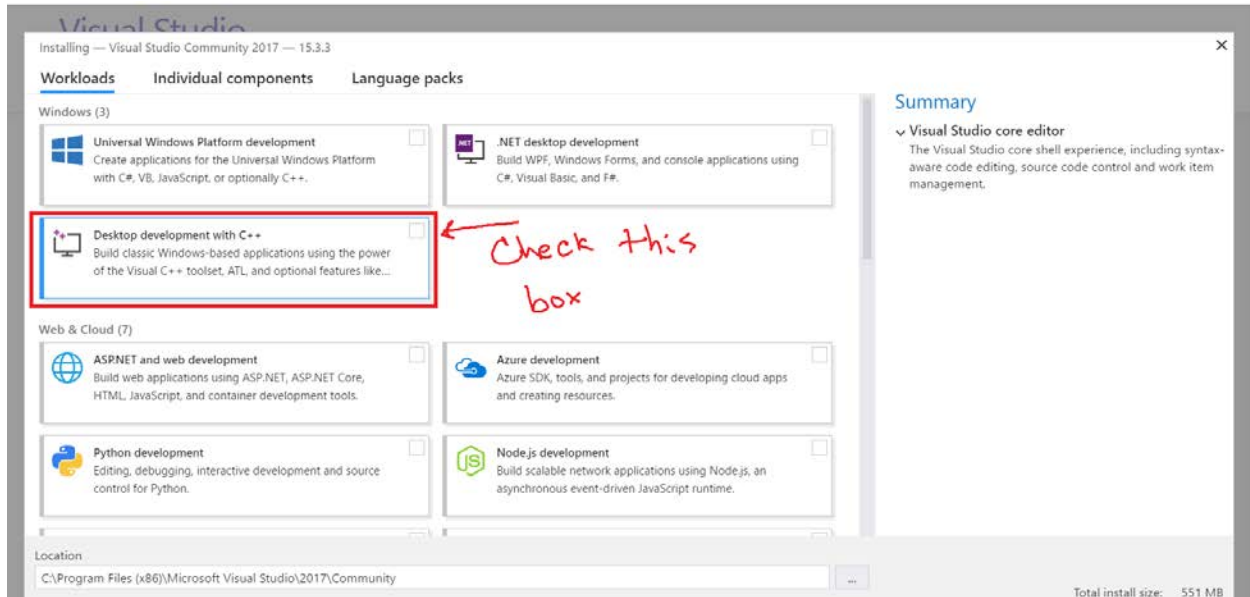 Visual Studio
Installing — Visual Studio Community 2017 — 15.3.3
Workloads Individual components Language packs
Windows (3)
Universal Windows Platform development
Create applications for the Universal Windows Platform
with C#, VB, JavaScript, or optionally C++.
.NET desktop development
Build WPF, Windows Forms, and console applications using
C#, Visual Basic, and F#.
Desktop development with C++
Build classic Windows-based applications using the power
of the Visual C++ toolset, ATL, and optional features like...
Check this
box
Web & Cloud (7)
ASP.NET and web development
Build web applications using ASP.NET, ASP.NET Core,
HTML, JavaScript, and container development tools.
Azure development
Azure SDK, tools, and projects for developing cloud apps
and creating resources.
Python development
Editing, debugging, interactive development and source
control for Python.
Node.js development
Build scalable network applications using Node.js, an
asynchronous event-driven JavaScript runtime.
Summary
Visual Studio core editor
The Visual Studio core shell experience, including syntax-
aware code editing, source code control and work item
management.
Location
C:\Program Files (x86)\Microsoft Visual Studio\2017\Community
...
Total install size: 551 MB